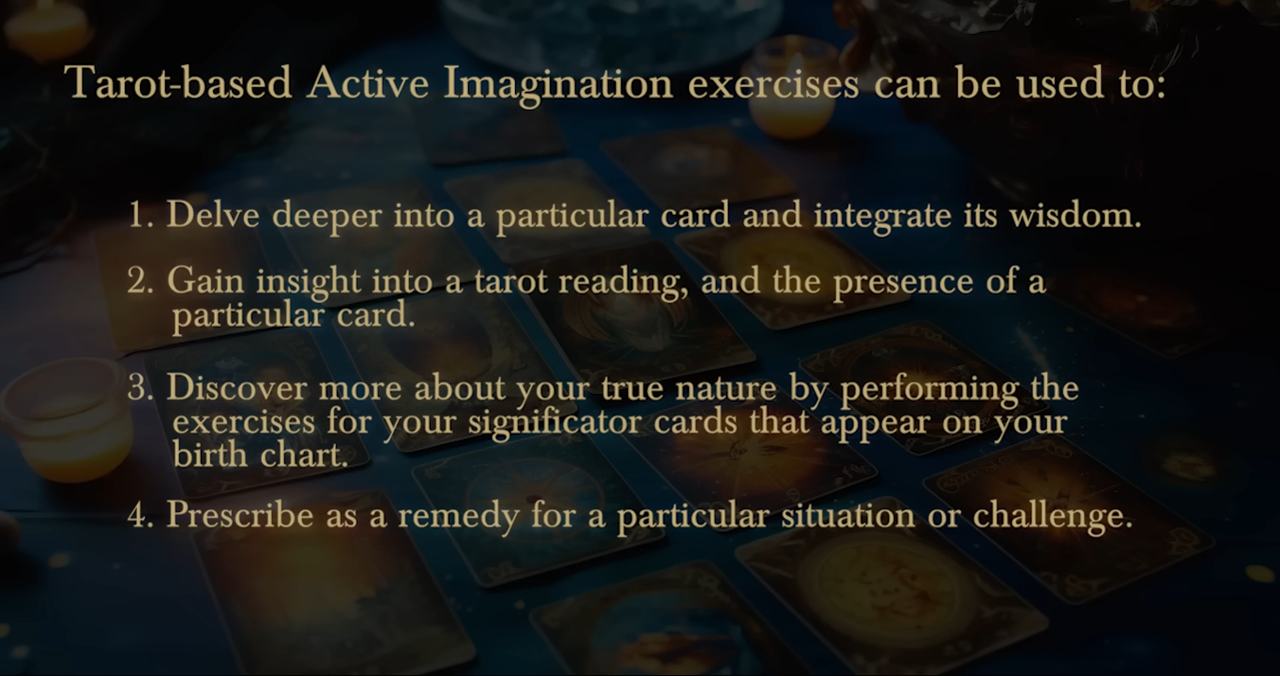 Tarot-based Active Imagination exercises can be used to:
1. Delve deeper into a particular card and integrate its wisdom.
2. Gain insight into a tarot reading, and the presence of a
particular card.
3. Discover more about your true nature by performing the
exercises for your significator cards that appear on your
birth chart.
4. Prescribe as a remedy for a particular situation or challenge.